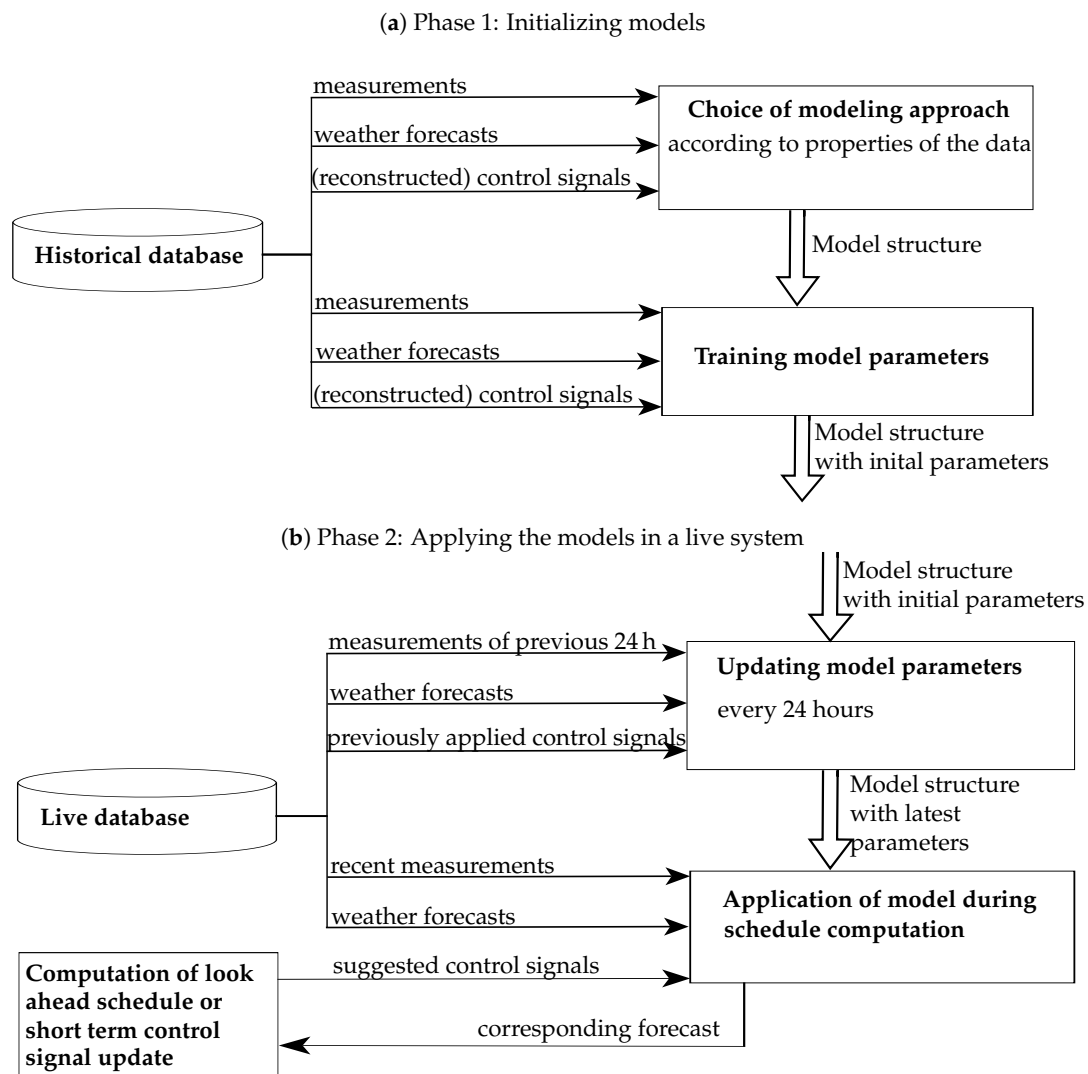 (a) Phase 1: Initializing models
measurements
weather forecasts
(reconstructed) control signals
Choice of modeling approach
according to properties of the data
Historical database
Model structure
measurements
weather forecasts
(reconstructed) control signals
Training model parameters
Model structure
with inital parameters
(b) Phase 2: Applying the models in a live system
Model structure
with initial parameters
measurements of previous 24 h
weather forecasts
previously applied control signals
Updating model parameters
every 24 hours
Live database
Model structure
with latest
parameters
recent measurements
weather forecasts
Application of model during
schedule computation
Computation of look
ahead schedule or
short term control
signal update
suggested control signals
corresponding forecast